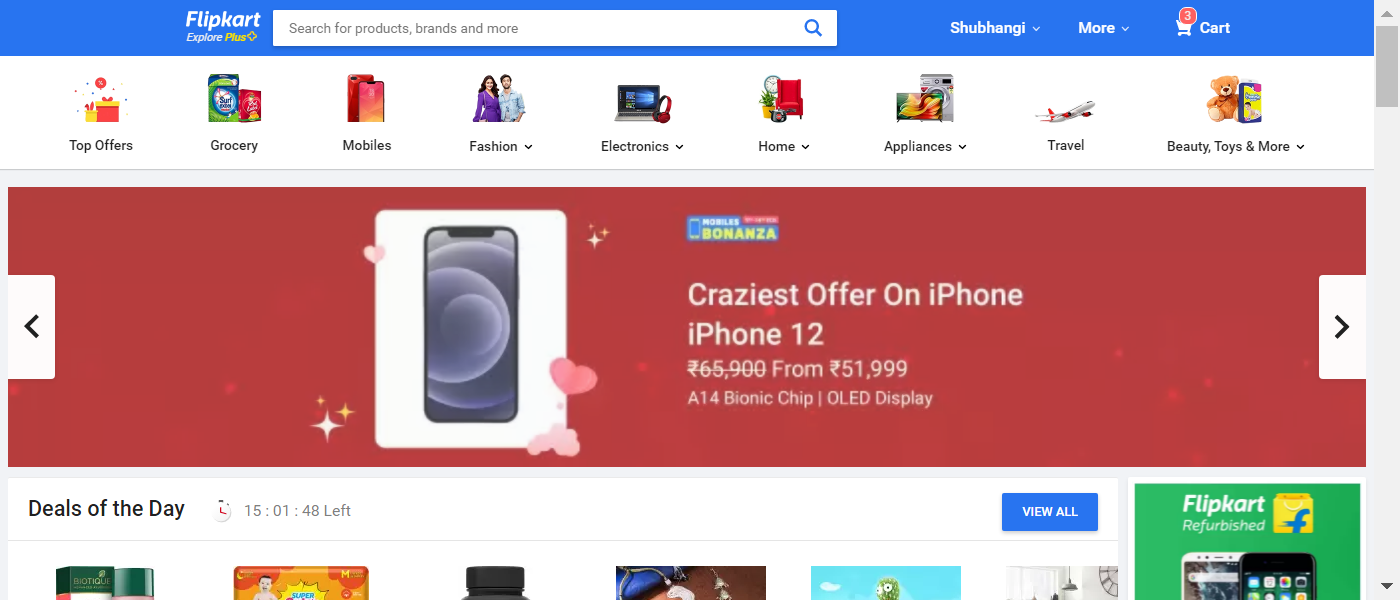 Flipkart
Explore Plus
Search for products, brands and more
Shubhangi
More
3
Cart
Top Offers
Grocery
Mobiles
Fashion
Electronics
Home
Appliances
Travel
Beauty, Toys & More
MOBILES
BONANZA
Craziest Offer On iPhone
iPhone 12
₹65,900 From ₹51,999
A14 Bionic Chip | OLED Display
Deals of the Day
15 : 01 : 48 Left
VIEW ALL
Flipkart
Refurbished
BIOTIQUE
M
SUPER